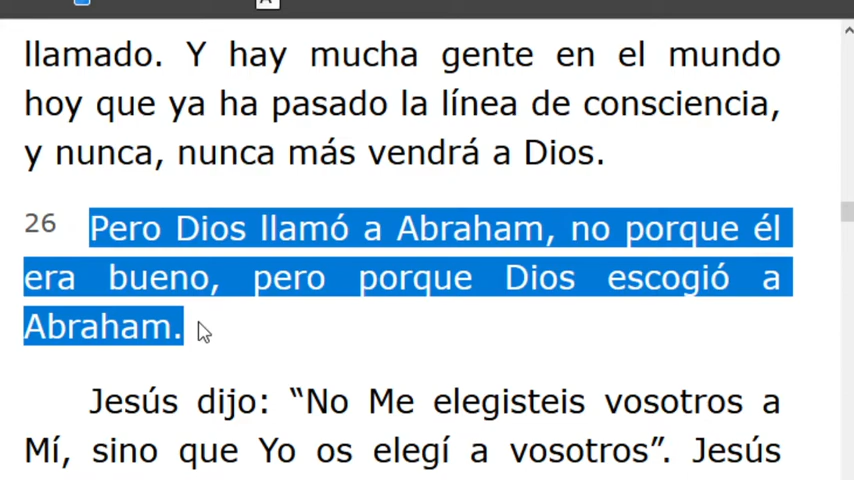 llamado. Y hay mucha gente en el mundo
hoy que ya ha pasado la línea de consciencia,
y nunca, nunca más vendrá a Dios.
26 Pero Dios llamó a Abraham, no porque él
era bueno, pero porque Dios escogió a
Abraham.
Jesús dijo: “No Me elegisteis vosotros a
Mí, sino que Yo os elegí a vosotros”. Jesús